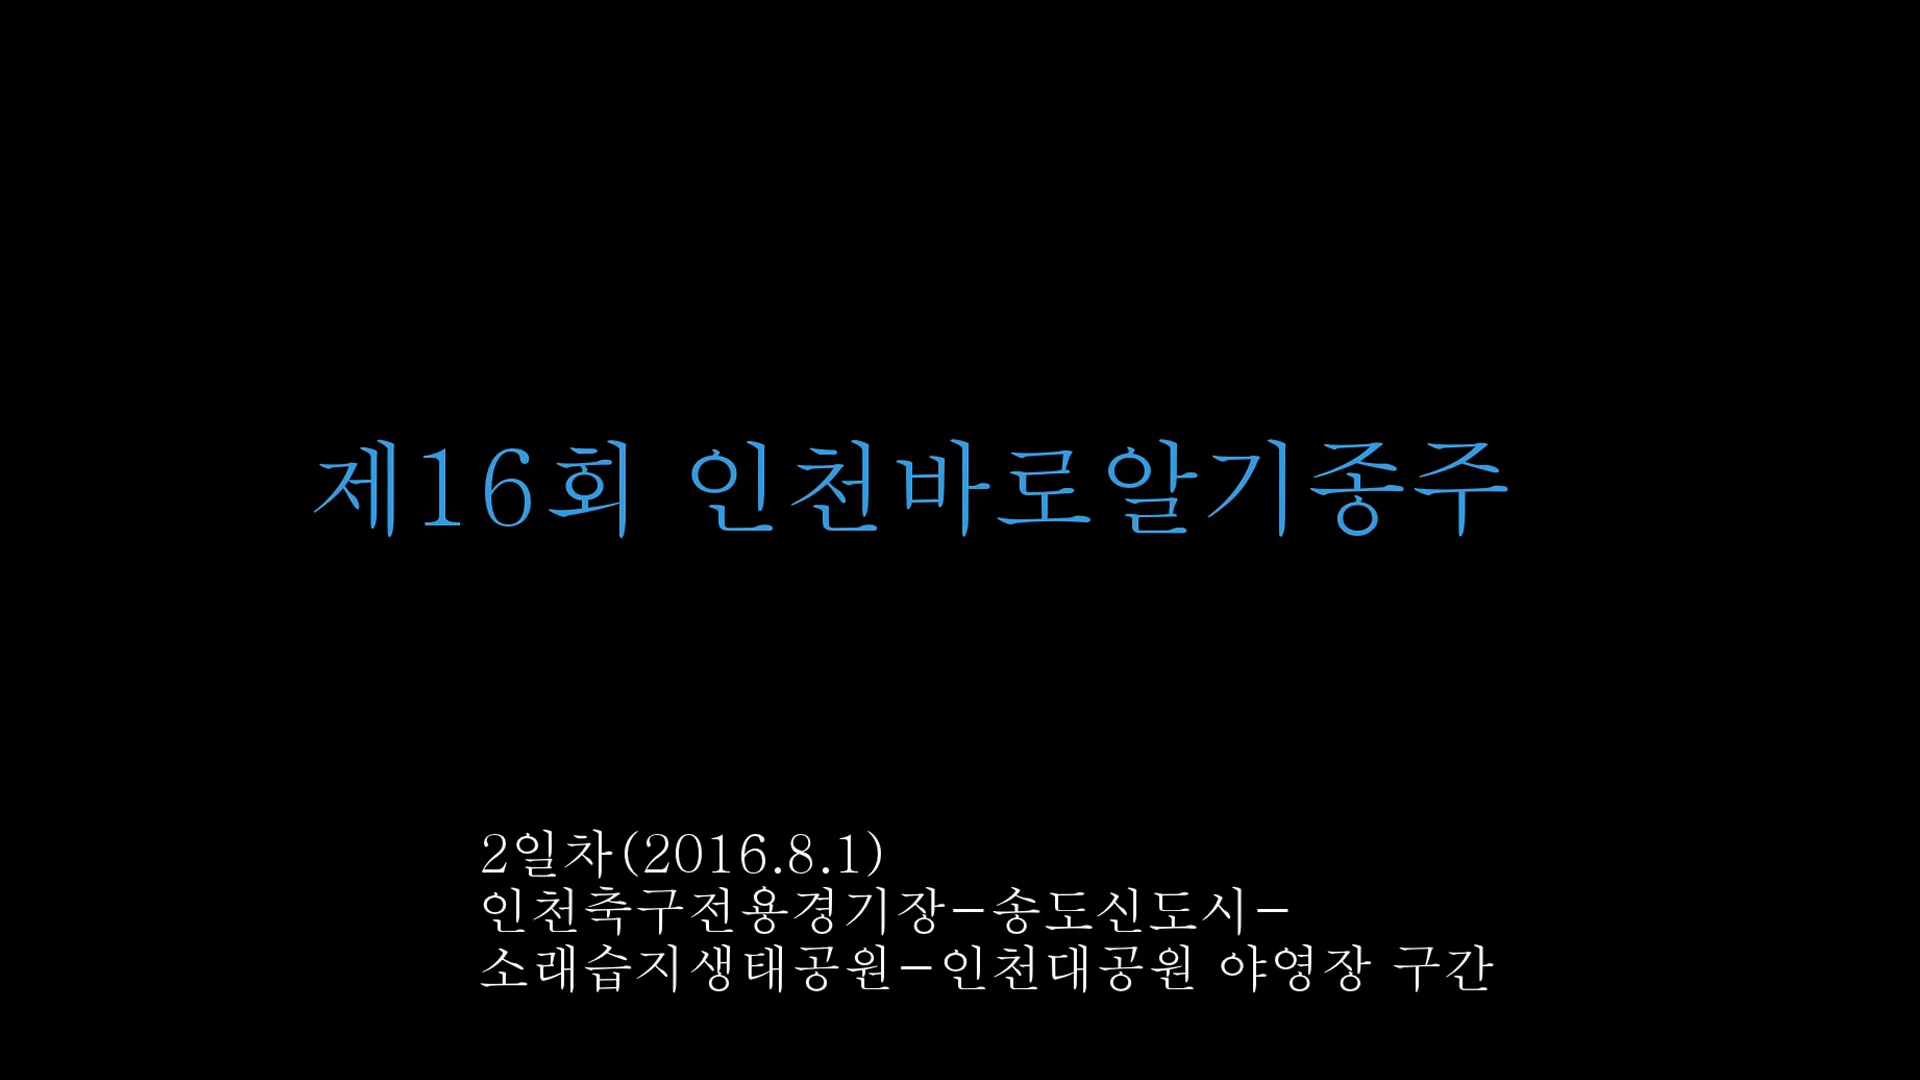 제16회 인천바로알기종주
2일차(2016.8.1)
인천축구전용경기장-송도신도시-
소래습지생태공원-인천대공원 야영장 구간